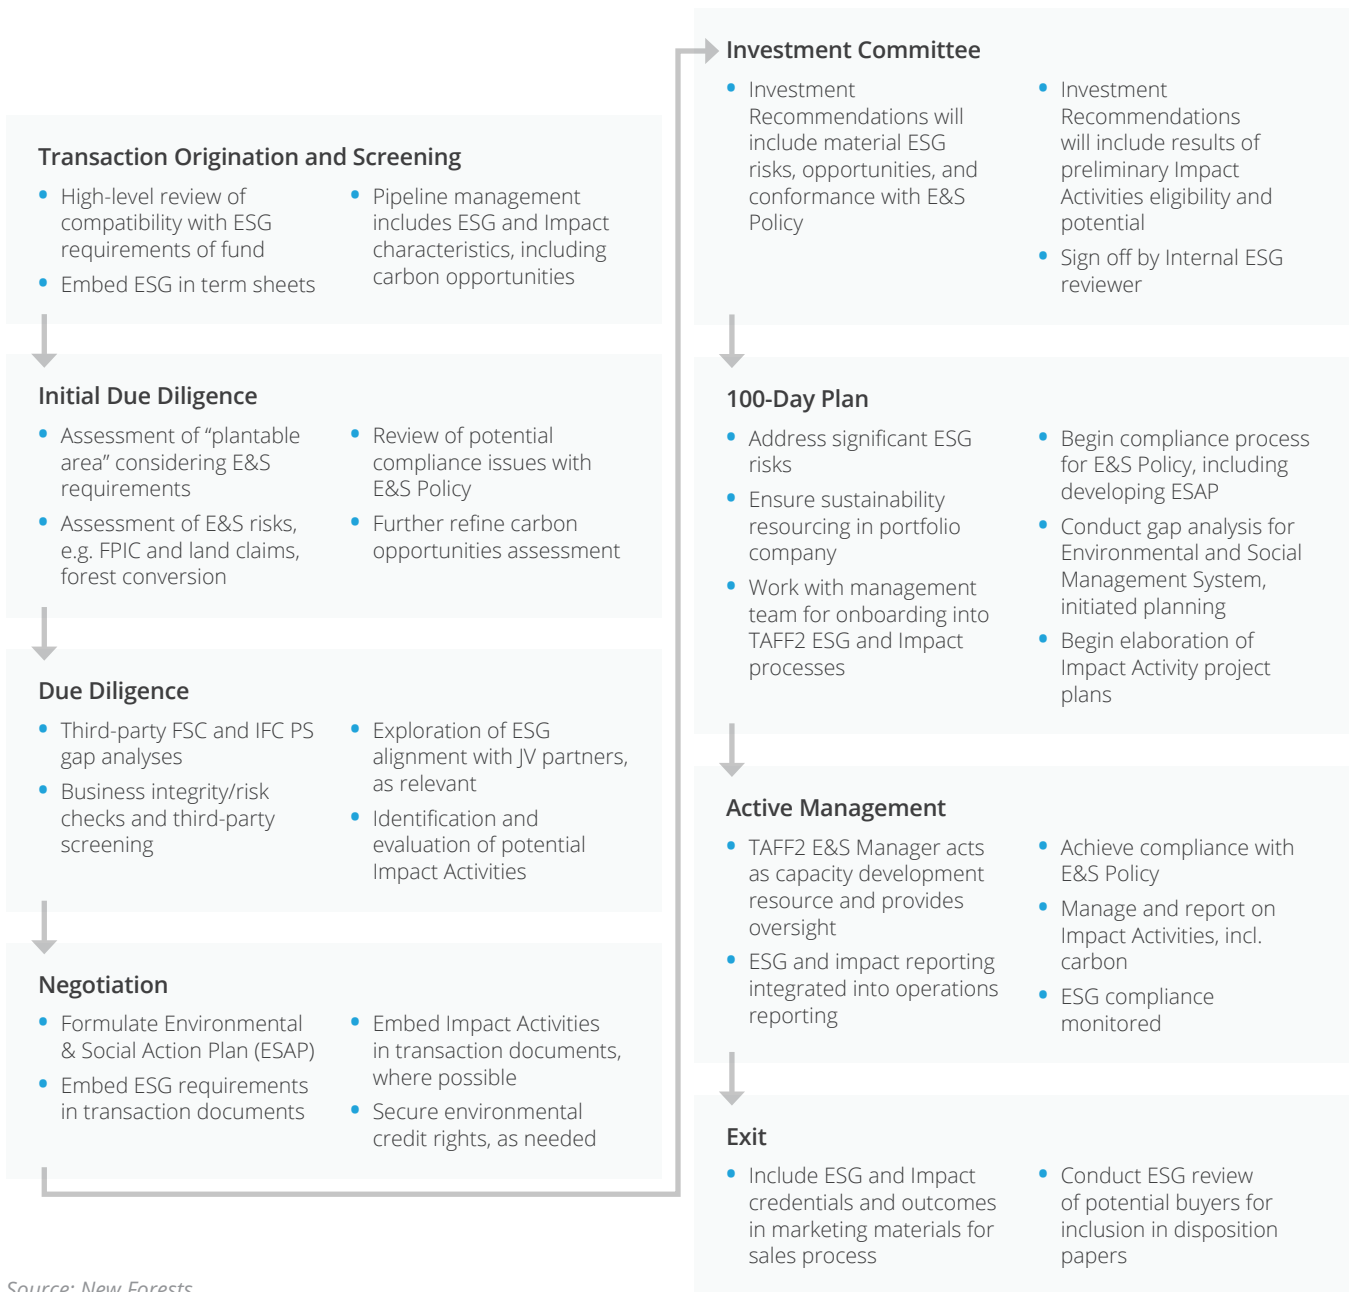 Transaction Origination and Screening
High-level review of
compatibility with ESG
requirements of fund
Embed ESG in term sheets
Pipeline management
includes ESG and Impact
characteristics, including
carbon opportunities
Initial Due Diligence
Assessment of “plantable
area” considering E&S
requirements
Assessment of E&S risks,
e.g. FPIC and land claims,
forest conversion
Review of potential
compliance issues with
E&S Policy
Further refine carbon
opportunities assessment
Due Diligence
Third-party FSC and IFC PS
gap analyses
Business integrity/risk
checks and third-party
screening
Exploration of ESG
alignment with JV partners,
as relevant
Identification and
evaluation of potential
Impact Activities
Negotiation
Formulate Environmental
& Social Action Plan (ESAP)
Embed ESG requirements
in transaction documents
Embed Impact Activities
in transaction documents,
where possible
Secure environmental
credit rights, as needed
Investment Committee
Investment
Recommendations will
include material ESG
risks, opportunities, and
conformance with E&S
Policy
Investment
Recommendations
will include results of
preliminary Impact
Activities eligibility and
potential
Sign off by Internal ESG
reviewer
100-Day Plan
Address significant ESG
risks
Ensure sustainability
resourcing in portfolio
company
Work with management
team for onboarding into
TAFF2 ESG and Impact
processes
Begin compliance process
for E&S Policy, including
developing ESAP
Conduct gap analysis for
Environmental and Social
Management System,
initiated planning
Begin elaboration of
Impact Activity project
plans
Active Management
TAFF2 E&S Manager acts
as capacity development
resource and provides
oversight
ESG and impact reporting
integrated into operations
reporting
Achieve compliance with
E&S Policy
Manage and report on
Impact Activities, incl.
carbon
ESG compliance
monitored
Exit
Include ESG and Impact
credentials and outcomes
in marketing materials for
sales process
Conduct ESG review
of potential buyers for
inclusion in disposition
papers
Source: New Forests